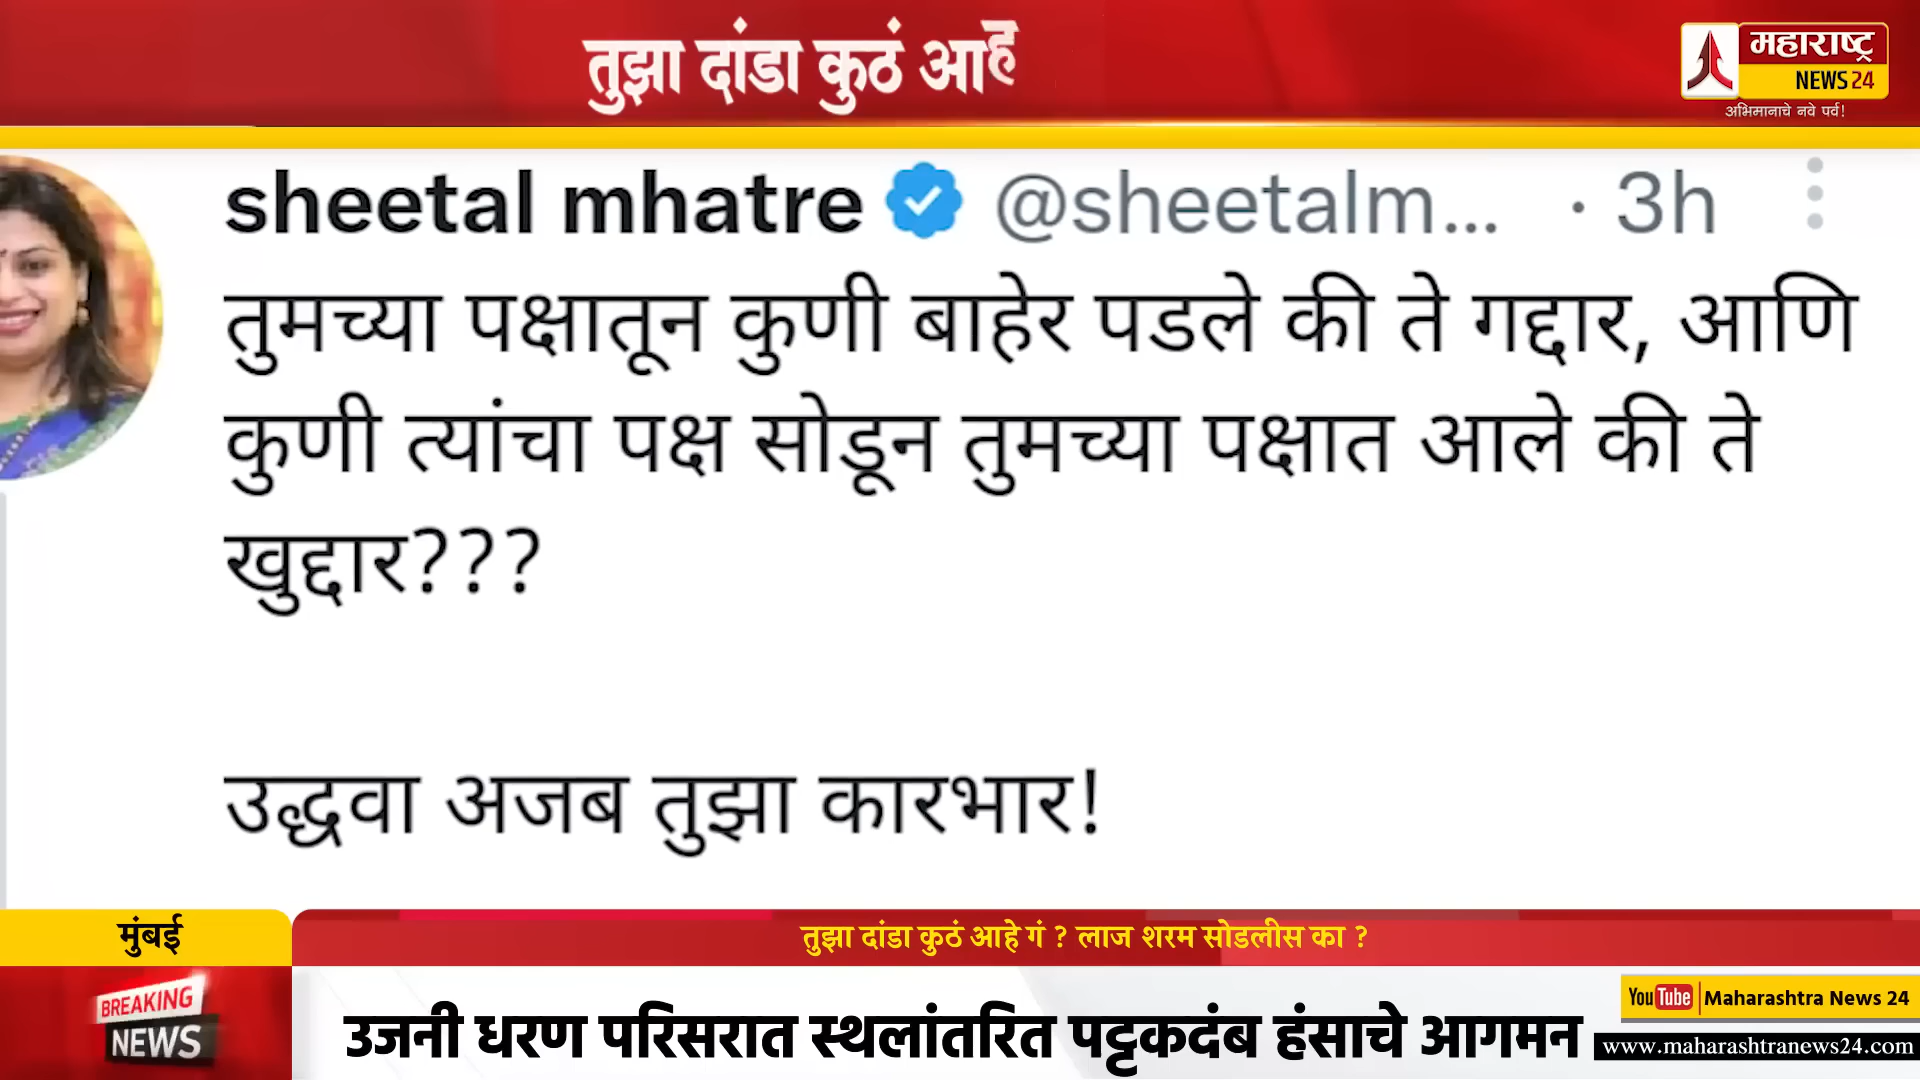 तुझा दांडा कुठं आहे
महाराष्ट्र
NEWS 24
अभिमानाचे नवे पर्व!
sheetal mhatre @sheetalm... · 3h
तुमच्या पक्षातून कुणी बाहेर पडले की ते गद्दार, आणि
कुणी त्यांचा पक्ष सोडून तुमच्या पक्षात आले की ते
खुद्दार???
उद्धवा अजब तुझा कारभार!
मुंबई
तुझा दांडा कुठं आहे गं ? लाज शरम सोडलीस का ?
BREAKING
NEWS
उजनी धरण परिसरात स्थलांतरित पट्टकदंब हंसाचे आगमन
YouTube Maharashtra News 24
www.maharashtranews24.com